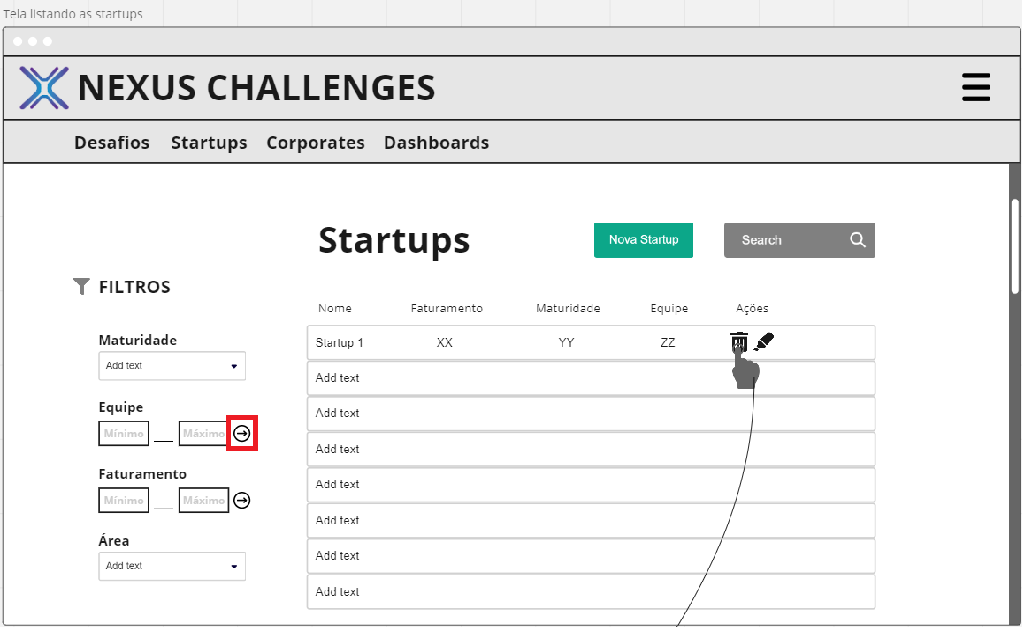 Tela listando as startups
NEXUS CHALLENGES
Desafios Startups Corporates Dashboards
Startups
Nova Startup
Search
FILTROS
Maturidade
Add text
Equipe
Mínimo __ Máximo
Faturamento
Mínimo __ Máximo
Área
Add text
Nome Faturamento Maturidade Equipe Ações
Startup 1 XX YY ZZ
Add text
Add text
Add text
Add text
Add text
Add text
Add text